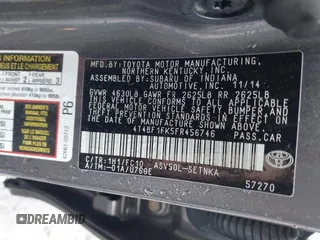 MFR.BY:TOYOTA MOTOR MANUFACTURING,
NORTHERN KENTUCKY, INC.
ASSEMBLED BY: SUBARU OF INDIANA
AUTOMOTIVE, INC. 11/14
GVWR 4630LB GAWR FR 2625LB RR 2625LB
THIS VEHICLE CONFORMS TO ALL APPLICABLE
FEDERAL MOTOR VEHICLE SAFETY, BUMPER, AND
THEFT PREVENTION STANDARDS IN EFFECT ON
THE DATE OF MANUFACTURE SHOWN ABOVE.
4T4BF1FK5FR456746 PASS.CAR
C/TR:1H1/FC10 ASV50L-SETNKA
A/TM:-01A/U760E
57270
P6
DREAMBID